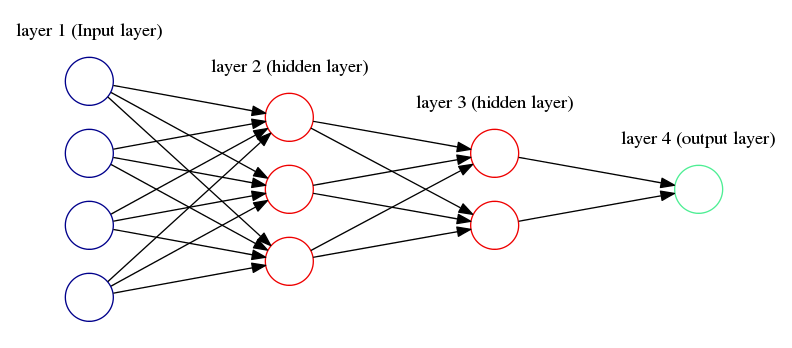 layer 1 (Input layer)
layer 2 (hidden layer)
layer 3 (hidden layer)
layer 4 (output layer)